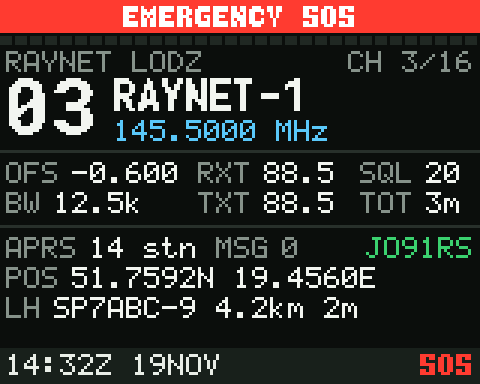 EMERGENCY SOS
RAYNET LODZ CH 3/16
03 RAYNET-1
145.5000 MHz
OFS -0.600 RXT 88.5 SQL 20
BW 12.5k TXT 88.5 TOT 3m
APRS 14 stn MSG 0 JO91RS
POS 51.7592N 19.4560E
LH SP7ABC-9 4.2km 2m
14:32Z 19NOV SOS